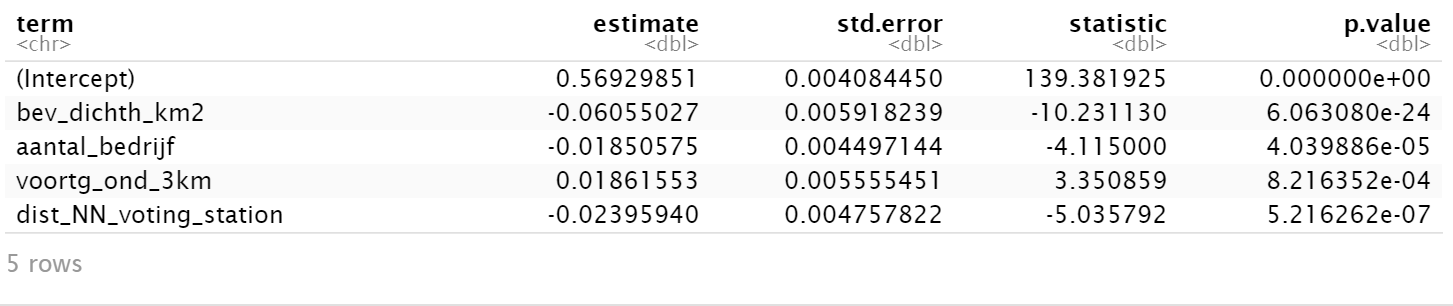 term estimate std.error statistic p.value
<chr> <dbl> <dbl> <dbl> <dbl>
(Intercept) 0.56929851 0.004084450 139.381925 0.000000e+00
bev_dichth_km2 -0.06055027 0.005918239 -10.231130 6.063080e-24
aantal_bedrijf -0.01850575 0.004497144 -4.115000 4.039886e-05
voortg_ond_3km 0.01861553 0.005555451 3.350859 8.216352e-04
dist_NN_voting_station -0.02395940 0.004757822 -5.035792 5.216262e-07
5 rows